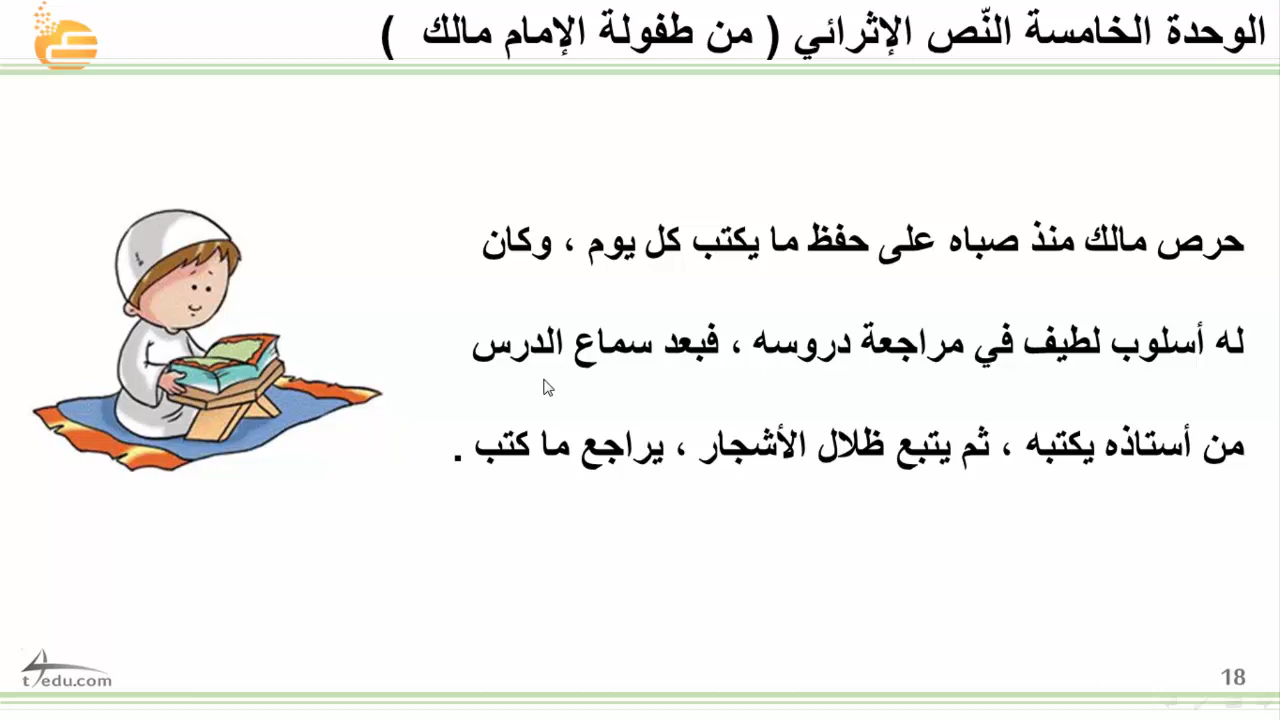 الوحدة الخامسة النّص الإثرائي ( من طفولة الإمام مالك )
حرص مالك منذ صباه على حفظ ما يكتب كل يوم ، وكان
له أسلوب لطيف في مراجعة دروسه ، فبعد سماع الدرس
من أستاذه يكتبه ، ثم يتبع ظلال الأشجار ، يراجع ما كتب .
t4edu.com
18